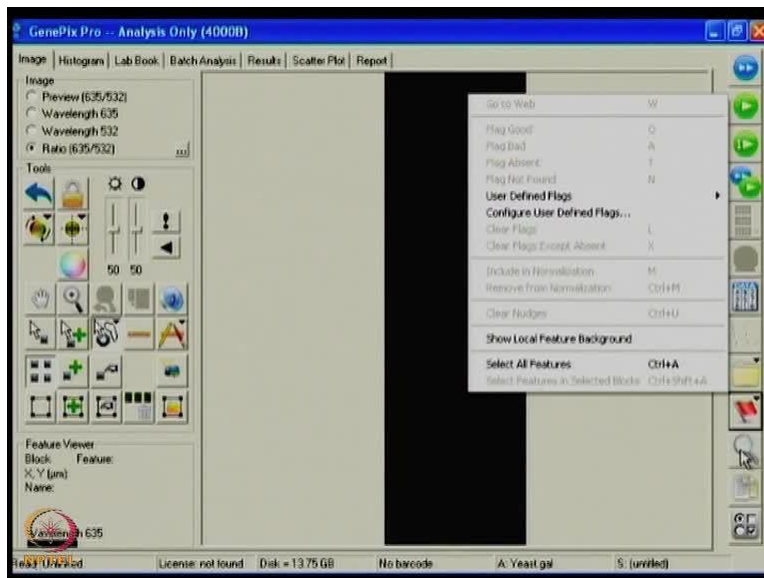 GenePix Pro -- Analysis Only (4000B)
Image Histogram Lab Book Batch Analysis Results Scatter Plot Report
Image
Preview (635/532)
Wavelength 635
Wavelength 532
Ratio (635/532)
...
Tools
50 50
Feature Viewer
Block: Feature:
X, Y (µm):
Name:
Wavelength 635
Go to Web W
Flag Good Q
Flag Bad A
Flag Absent T
Flag Not Found N
User Defined Flags
Configure User Defined Flags...
Clear Flags L
Clear Flags Except Absent X
Include in Normalization M
Remove from Normalization Ctrl+M
Clear Nudges Ctrl+U
Show Local Feature Background
Select All Features Ctrl+A
Select Features in Selected Blocks Ctrl+Shift+A
DATA
License: not found Disk = 13.75 GB No barcode A: Yeast.gal S: (untitled)
NPTEL